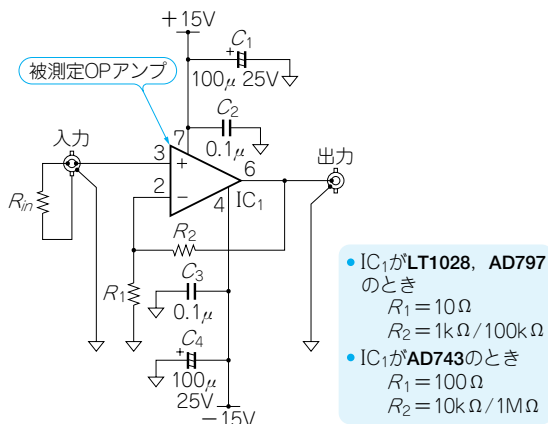 +15V
C1
100μ 25V
被測定OPアンプ
C2
0.1μ
入力
7
3
+
6
出力
2
−
4
IC1
Rin
R2
R1
C3
0.1μ
C4
100μ
25V
−15V
+
+
• IC1がLT1028, AD797
のとき
R1=10Ω
R2=1kΩ/100kΩ
• IC1がAD743のとき
R1=100Ω
R2=10kΩ/1MΩ